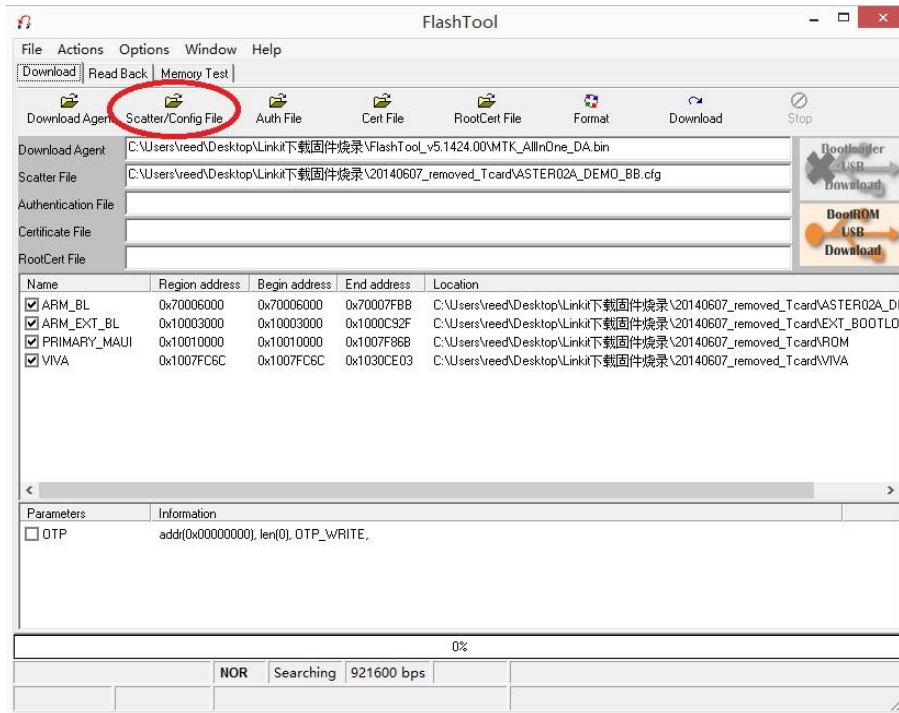 FlashTool
File Actions Options Window Help
Download Read Back Memory Test
Download Agent Scatter/Config File Auth File Cert File RootCert File Format Download Stop
Download Agent C:\Users\reed\Desktop\Linkit下载固件烧录\FlashTool_v5.1424.00\MTK_AllInOne_DA.bin
Scatter File C:\Users\reed\Desktop\Linkit下载固件烧录\20140607_removed_Tcard\ASTER02A_DEMO_BB.cfg
Authentication File
Certificate File
RootCert File
Bootloader
USB
Download
BootROM
USB
Download
Name Region address Begin address End address Location
ARM_BL 0x70006000 0x70006000 0x70007FBB C:\Users\reed\Desktop\Linkit下载固件烧录\20140607_removed_Tcard\ASTER02A_D
ARM_EXT_BL 0x10003000 0x10003000 0x1000C92F C:\Users\reed\Desktop\Linkit下载固件烧录\20140607_removed_Tcard\EXT_BOOTLO
PRIMARY_MAUI 0x10010000 0x10010000 0x1007F86B C:\Users\reed\Desktop\Linkit下载固件烧录\20140607_removed_Tcard\ROM
VIVA 0x1007FC6C 0x1007FC6C 0x1030CE03 C:\Users\reed\Desktop\Linkit下载固件烧录\20140607_removed_Tcard\VIVA
Parameters Information
OTP addr(0x00000000), len(0), OTP_WRITE,
0%
NOR Searching 921600 bps